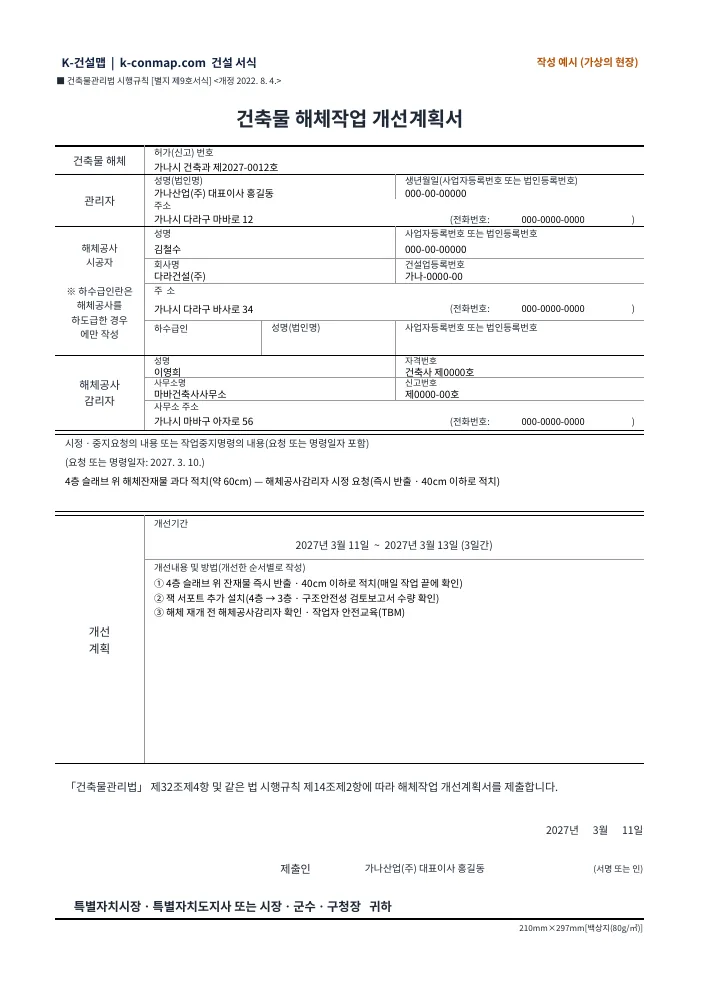 K-건설맵 | k-conmap.com 건설 서식
작성 예시 (가상의 현장)
■ 건축물관리법 시행규칙 [별지 제9호서식] <개정 2022. 8. 4.>
건축물 해체작업 개선계획서
건축물 해체
허가(신고) 번호
가나시 건축과 제2027-0012호
관리자
성명(법인명)
생년월일(사업자등록번호 또는 법인등록번호)
가나산업(주) 대표이사 홍길동
000-00-00000
주소
가나시 다라구 마바로 12
(전화번호: 000-0000-0000 )
해체공사
시공자
※ 하수급인란은
해체공사를
하도급한 경우
에만 작성
성명
사업자등록번호 또는 법인등록번호
김철수
000-00-00000
회사명
건설업등록번호
다라건설(주)
가나-0000-00
주 소
가나시 다라구 바사로 34
(전화번호: 000-0000-0000 )
하수급인
성명(법인명)
사업자등록번호 또는 법인등록번호
해체공사
감리자
성명
자격번호
이영희
건축사 제0000호
사무소명
신고번호
마바건축사사무소
제0000-00호
사무소 주소
가나시 마바구 아자로 56
(전화번호: 000-0000-0000 )
시정ㆍ중지요청의 내용 또는 작업중지명령의 내용(요청 또는 명령일자 포함)
(요청 또는 명령일자: 2027. 3. 10.)
4층 슬래브 위 해체잔재물 과다 적치(약 60cm) — 해체공사감리자 시정 요청(즉시 반출 · 40cm 이하로 적치)
개선
계획
개선기간
2027년 3월 11일 ~ 2027년 3월 13일 (3일간)
개선내용 및 방법(개선한 순서별로 작성)
① 4층 슬래브 위 잔재물 즉시 반출 · 40cm 이하로 적치(매일 작업 끝에 확인)
② 잭 서포트 추가 설치(4층 → 3층 · 구조안전성 검토보고서 수량 확인)
③ 해체 재개 전 해체공사감리자 확인 · 작업자 안전교육(TBM)
「건축물관리법」 제32조제4항 및 같은 법 시행규칙 제14조제2항에 따라 해체작업 개선계획서를 제출합니다.
2027년 3월 11일
제출인 가나산업(주) 대표이사 홍길동 (서명 또는 인)
특별자치시장ㆍ특별자치도지사 또는 시장ㆍ군수ㆍ구청장 귀하
210mm×297mm[백상지(80g/㎡)]